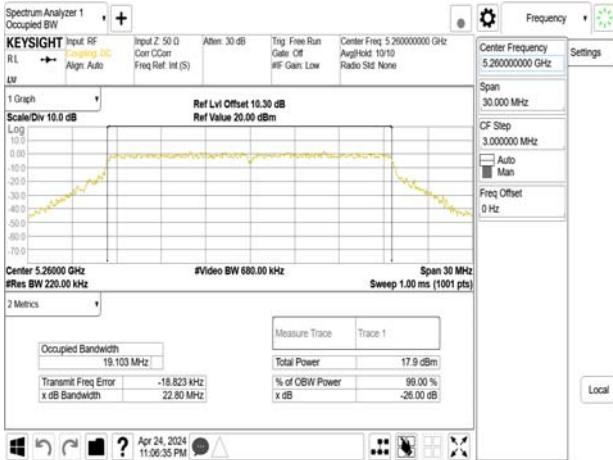 Spectrum Analyzer 1
Occupied BW
+
Frequency
KEYSIGHT
RL
Input: RF
Coupling: DC
Align: Auto
Input Z: 50 Ω
Corr CCorr
Freq Ref: Int (S)
Atten: 30 dB
Trig: Free Run
Gate: Off
#IF Gain: Low
Center Freq: 5.260000000 GHz
Avg|Hold: 10/10
Radio Std: None
Center Frequency
5.260000000 GHz
Settings
Span
30.000 MHz
CF Step
3.000000 MHz
Auto
Man
Freq Offset
0 Hz
Local
1 Graph
Scale/Div 10.0 dB
Ref Lvl Offset 10.30 dB
Ref Value 20.00 dBm
Log
10.0
0.00
-10.0
-20.0
-30.0
-40.0
-50.0
-60.0
-70.0
Center 5.26000 GHz
#Res BW 220.00 kHz
#Video BW 680.00 kHz
Span 30 MHz
Sweep 1.00 ms (1001 pts)
2 Metrics
Measure Trace Trace 1
Occupied Bandwidth
19.103 MHz
Total Power 17.9 dBm
Transmit Freq Error -18.823 kHz
% of OBW Power 99.00 %
x dB Bandwidth 22.80 MHz
x dB -26.00 dB
?
Apr 24, 2024
11:06:35 PM